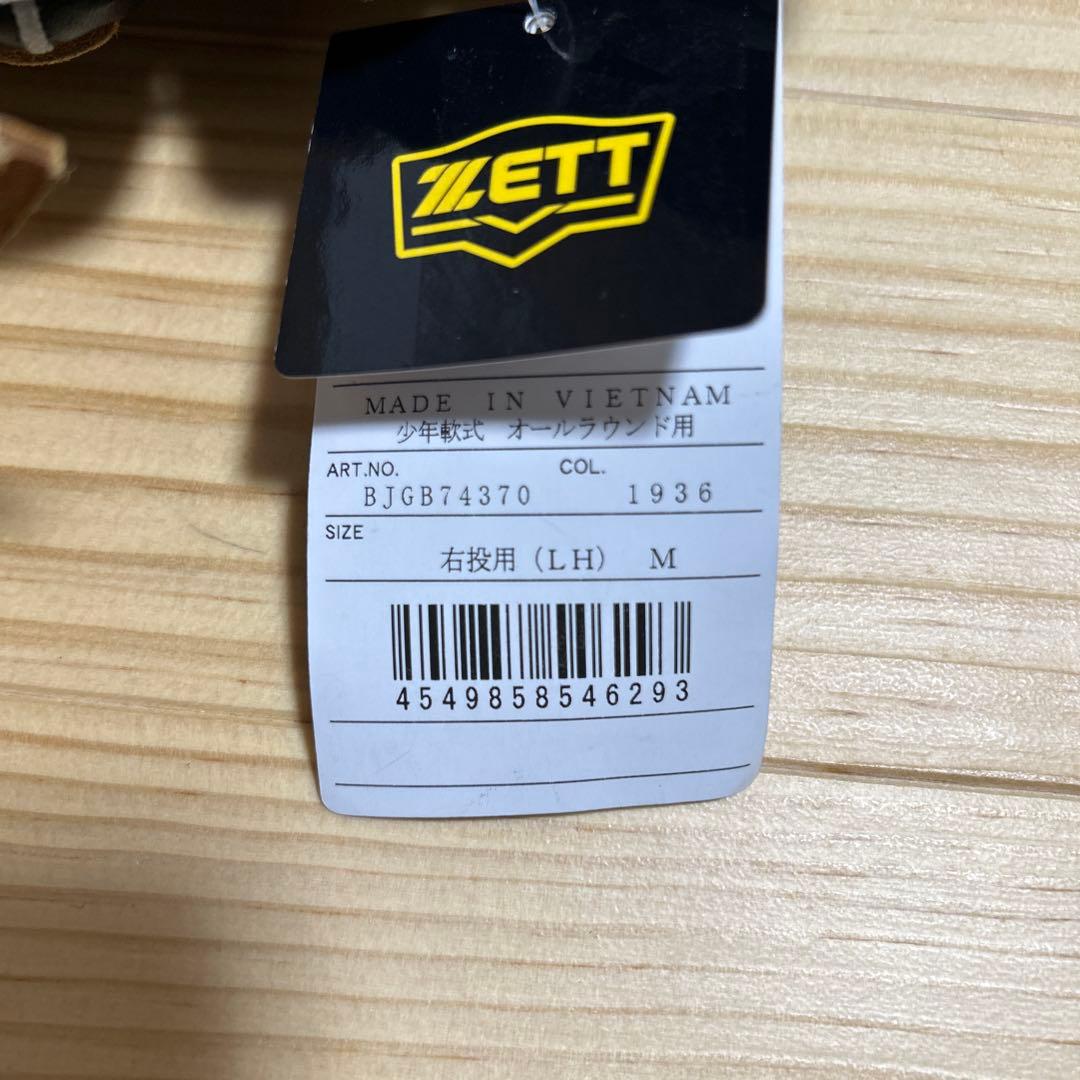 ZETT
MADE IN VIETNAM
少年軟式 オールラウンド用
ART.NO. COL.
BJGB74370 1936
SIZE
右投用(LH) M
4549858546293